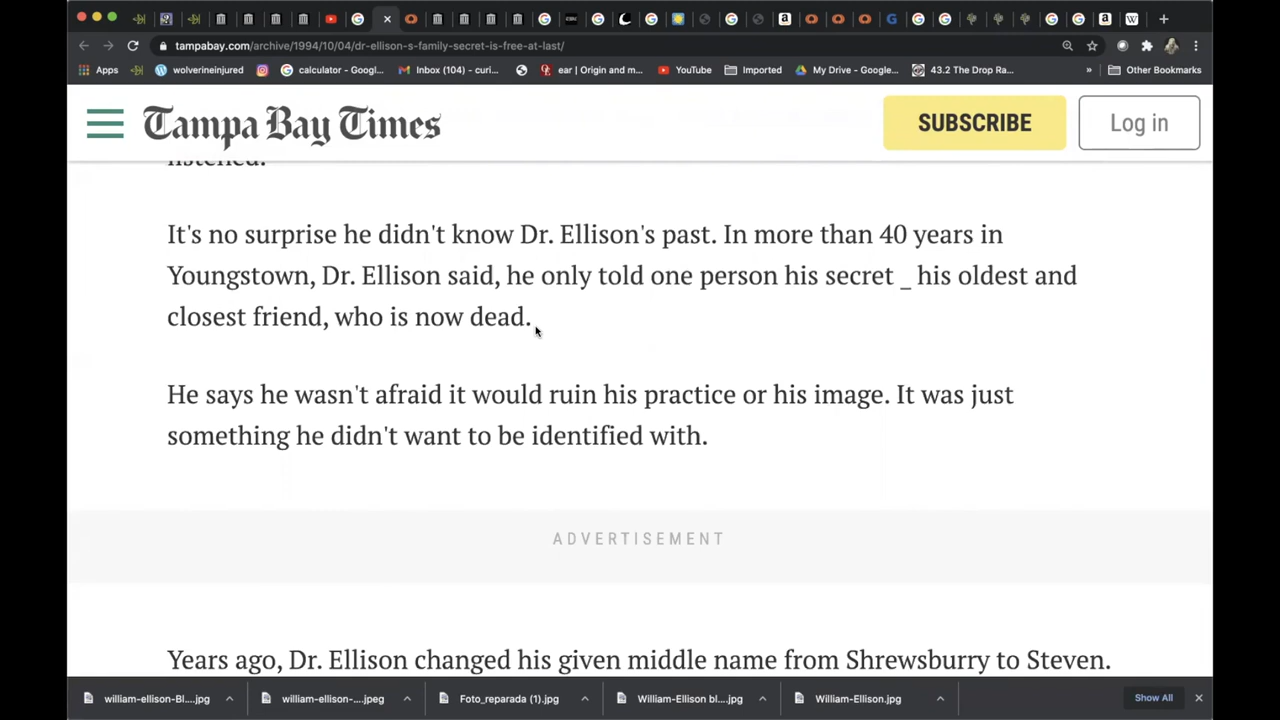 tampabay.com/archive/1994/10/04/dr-ellison-s-family-secret-is-free-at-last/
Apps
wolverineinjured
calculator - Googl...
Inbox (104) - curi...
ear | Origin and m...
YouTube
Imported
My Drive - Google...
43.2 The Drop Ra...
»
Other Bookmarks
Tampa Bay Times
SUBSCRIBE
Log in
listened.
It's no surprise he didn't know Dr. Ellison's past. In more than 40 years in
Youngstown, Dr. Ellison said, he only told one person his secret _ his oldest and
closest friend, who is now dead.
He says he wasn't afraid it would ruin his practice or his image. It was just
something he didn't want to be identified with.
ADVERTISEMENT
Years ago, Dr. Ellison changed his given middle name from Shrewsburry to Steven.
william-ellison-Bl....jpg
william-ellison-....jpeg
Foto_reparada (1).jpg
William-Ellison bl....jpg
William-Ellison.jpg
Show All